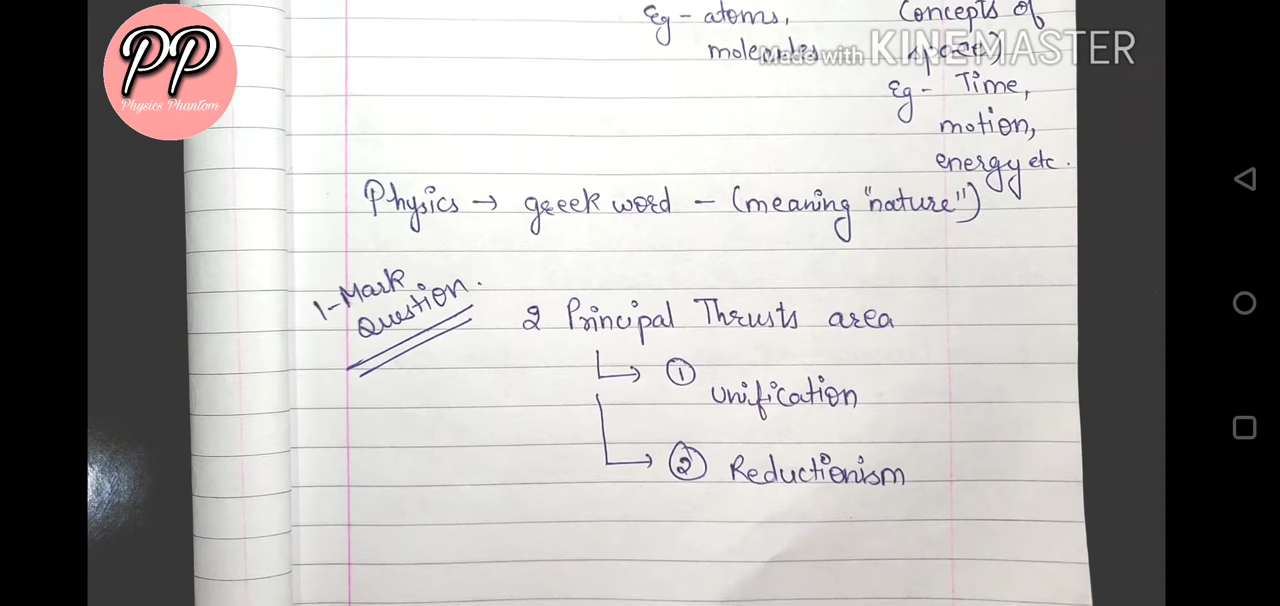 PP
Physics Phantom
Eg - atoms,
molecules
Concepts of
space)
Made with KINEMASTER
Eg - Time,
motion,
energy etc.
Physics → greek word - (meaning "nature")
1-Mark
Question.
2 Principal Thrusts area
① Unification
② Reductionism